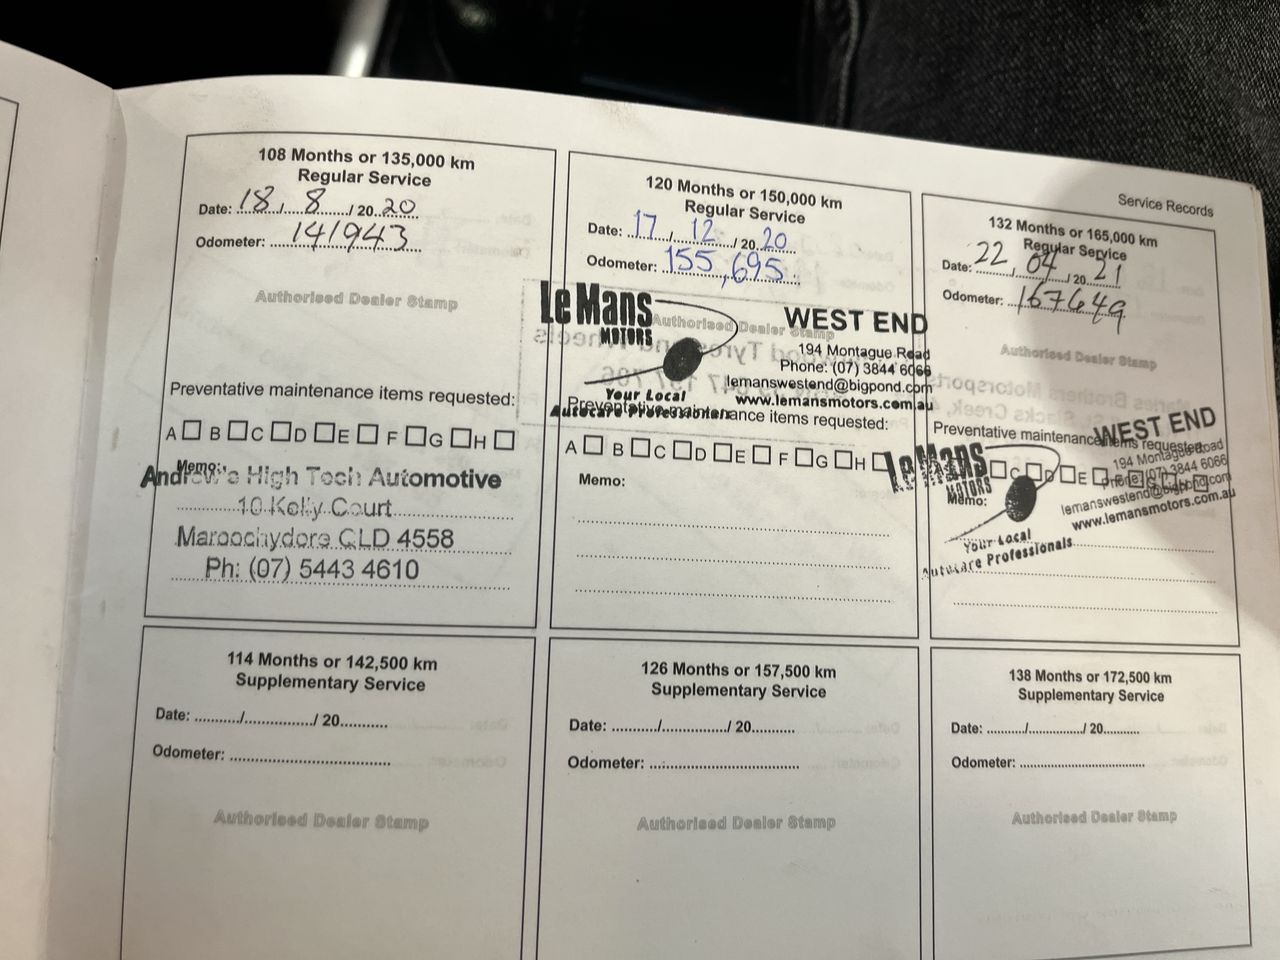 Service Records
108 Months or 135,000 km
Regular Service
Date: 18, 8 / 20 20
Odometer: 141943
Authorised Dealer Stamp
Preventative maintenance items requested:
A B C D E F G H
Memo:
Andrew's High Tech Automotive
10 Kelly Court
Maroochydore QLD 4558
Ph: (07) 5443 4610
120 Months or 150,000 km
Regular Service
Date: 17, 12 / 20 20
Odometer: 155,695
Authorised Dealer Stamp
Le Mans
MOTORS
Your Local
Autocare Professionals
WEST END
194 Montague Road
Phone: (07) 3844 6066
lemanswestend@bigpond.com
www.lemansmotors.com.au
Preventative maintenance items requested:
A B C D E F G H
Memo:
132 Months or 165,000 km
Regular Service
Date: 22, 04 / 20 21
Odometer: 167649
Authorised Dealer Stamp
Preventative maintenance items requested:
WEST END
194 Montague Road
Phone: (07) 3844 6066
lemanswestend@bigpond.com
www.lemansmotors.com.au
Le Mans
MOTORS
C D E
Memo:
Your Local
Autocare Professionals
114 Months or 142,500 km
Supplementary Service
Date: ........../................/ 20...........
Odometer: ........................................
Authorised Dealer Stamp
126 Months or 157,500 km
Supplementary Service
Date: ........../................/ 20...........
Odometer: ........................................
Authorised Dealer Stamp
138 Months or 172,500 km
Supplementary Service
Date: ........../................/ 20...........
Odometer: ........................................
Authorised Dealer Stamp